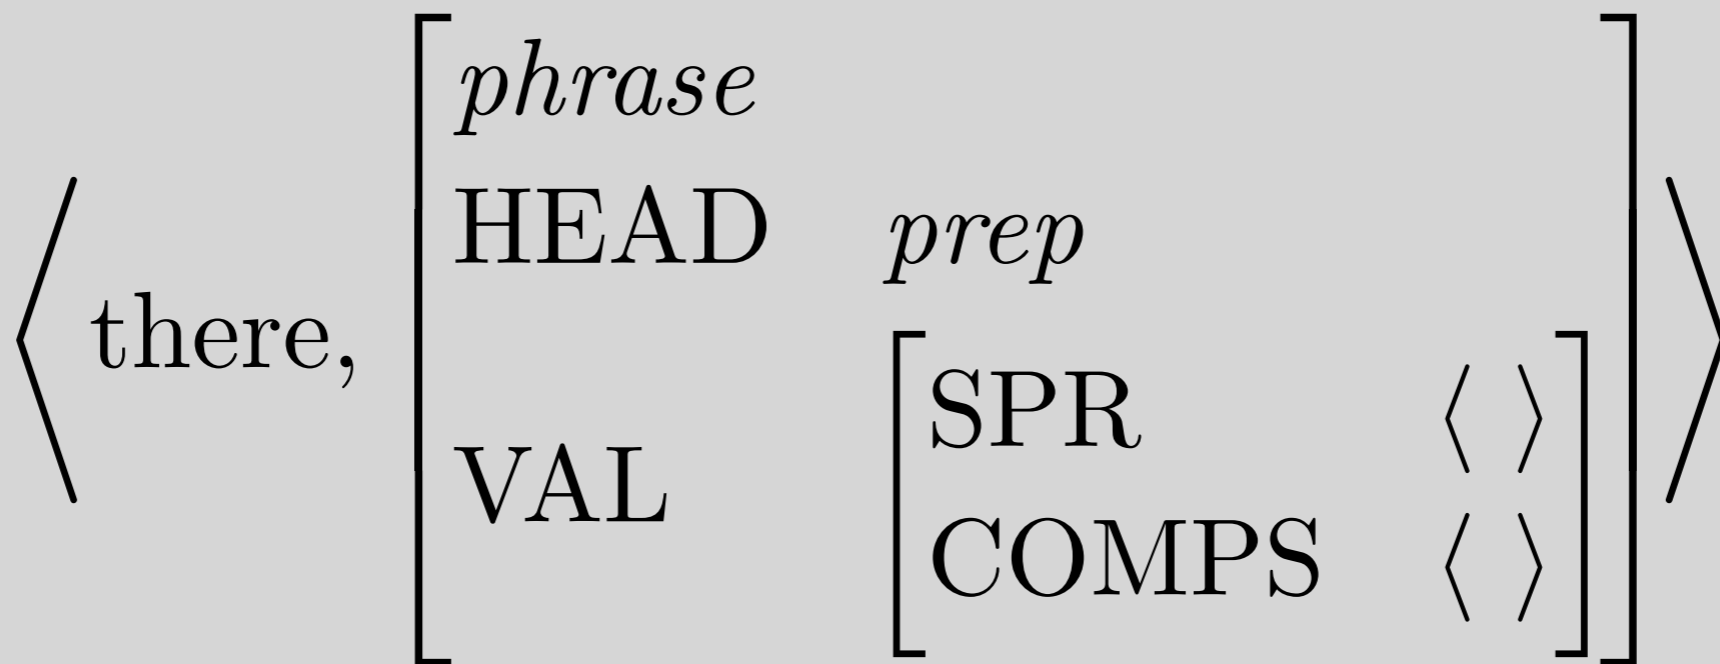 phrase
HEAD prep
⟨ there,
SPR ⟨ ⟩
VAL
COMPS ⟨ ⟩ ⟩